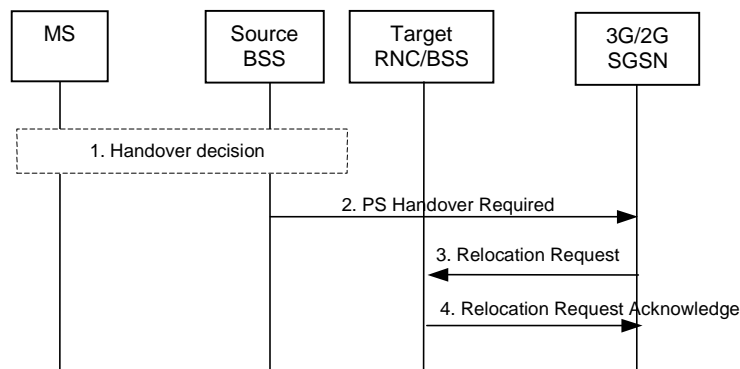 MS
Source
BSS
Target
RNC/BSS
3G/2G
SGSN
1. Handover decision
2. PS Handover Required
3. Relocation Request
4. Relocation Request Acknowledge